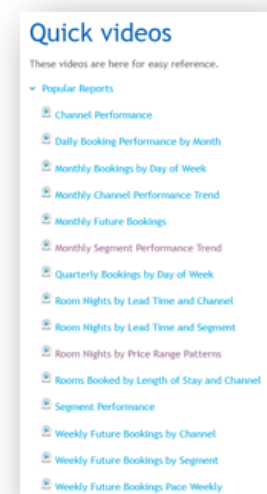 Quick videos
These videos are here for easy reference.
Popular Reports
Channel Performance
Daily Booking Performance by Month
Monthly Bookings by Day of Week
Monthly Channel Performance Trend
Monthly Future Bookings
Monthly Segment Performance Trend
Quarterly Bookings by Day of Week
Room Nights by Lead Time and Channel
Room Nights by Lead Time and Segment
Room Nights by Price Range Patterns
Rooms Booked by Length of Stay and Channel
Segment Performance
Weekly Future Bookings by Channel
Weekly Future Bookings by Segment
Weekly Future Bookings Pace Weekly